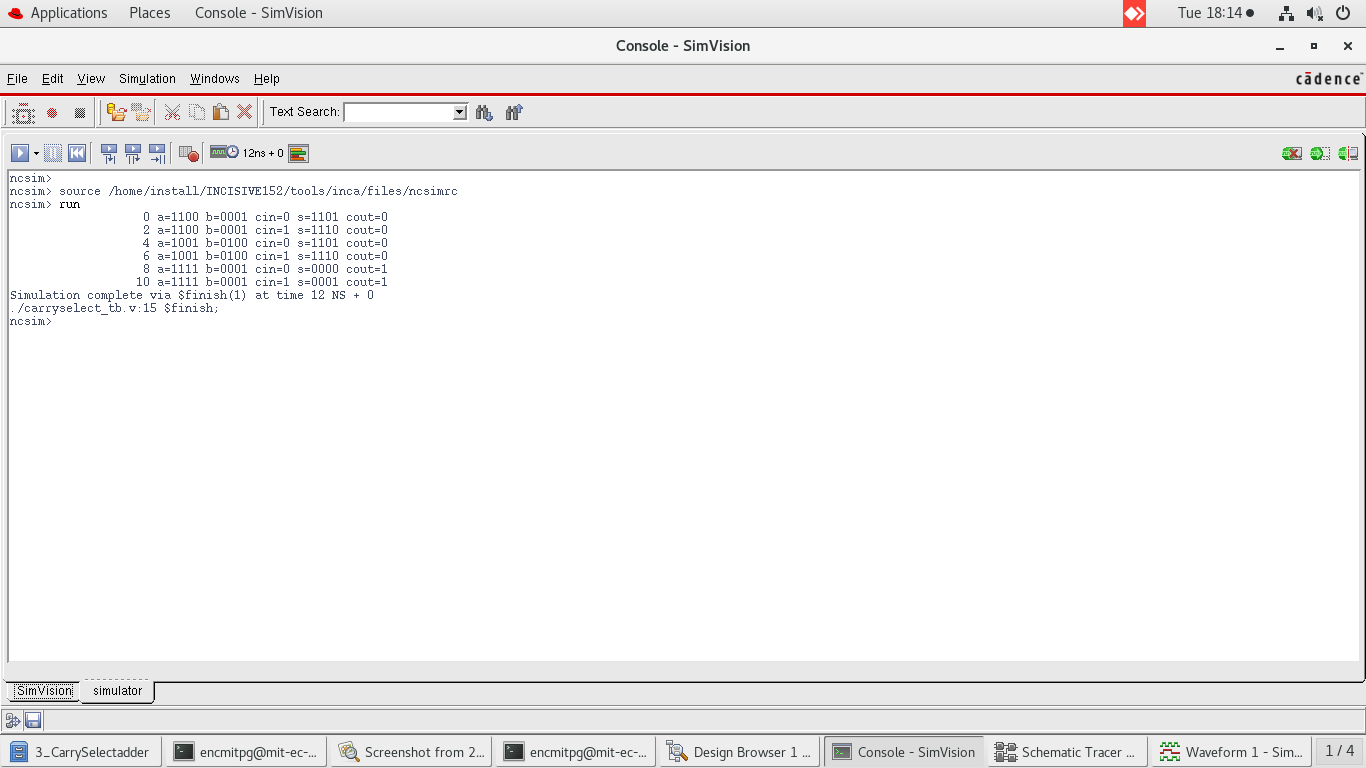 Applications Places Console - SimVision Tue 18:14
Console - SimVision
File Edit View Simulation Windows Help cādence
Text Search:
12ns + 0
ncsim>
ncsim> source /home/install/INCISIVE152/tools/inca/files/ncsimrc
ncsim> run
0 a=1100 b=0001 cin=0 s=1101 cout=0
2 a=1100 b=0001 cin=1 s=1110 cout=0
4 a=1001 b=0100 cin=0 s=1101 cout=0
6 a=1001 b=0100 cin=1 s=1110 cout=0
8 a=1111 b=0001 cin=0 s=0000 cout=1
10 a=1111 b=0001 cin=1 s=0001 cout=1
Simulation complete via $finish(1) at time 12 NS + 0
./carryselect_tb.v:15 $finish;
ncsim>
SimVision simulator
3_CarrySelectadder encmitpg@mit-ec-... Screenshot from 2... encmitpg@mit-ec-... Design Browser 1 ... Console - SimVision Schematic Tracer ... Waveform 1 - Sim... 1 / 4